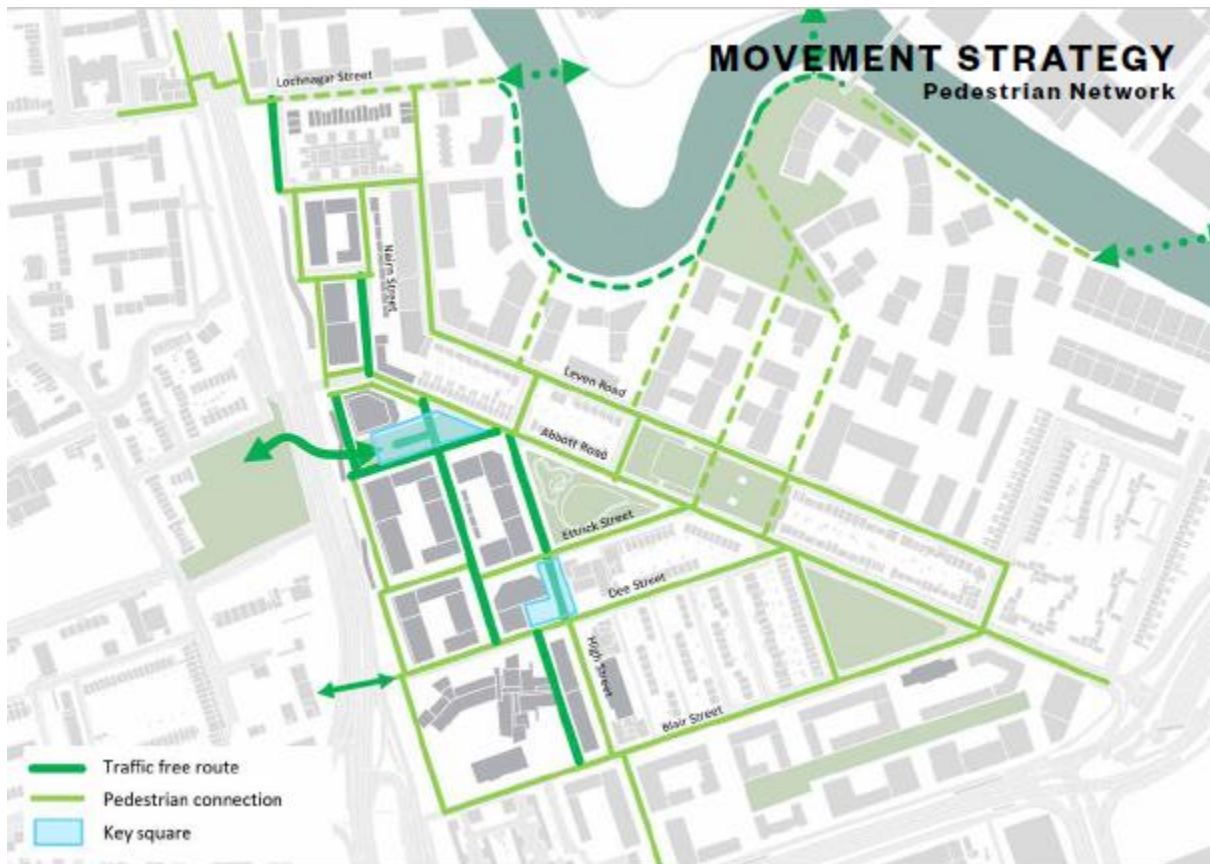 MOVEMENT STRATEGY
Pedestrian Network
Lochnagar Street
Nairn Street
Leven Road
Abbott Road
Ettrick Street
Dee Street
High Street
Blair Street
Traffic free route
Pedestrian connection
Key square